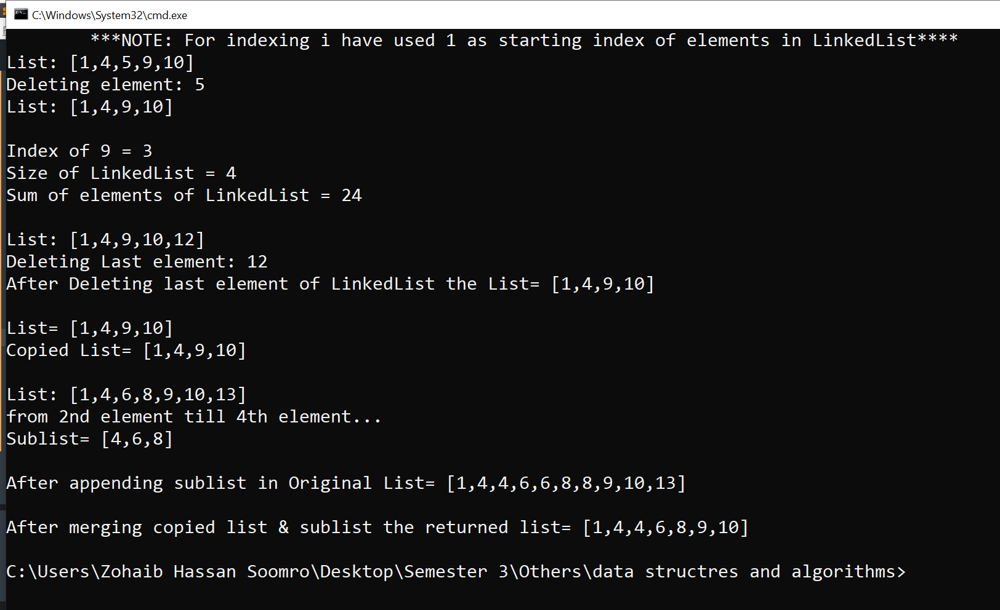 C:\Windows\System32\cmd.exe
***NOTE: For indexing i have used 1 as starting index of elements in LinkedList****
List: [1,4,5,9,10]
Deleting element: 5
List: [1,4,9,10]
Index of 9 = 3
Size of LinkedList = 4
Sum of elements of LinkedList = 24
List: [1,4,9,10,12]
Deleting Last element: 12
After Deleting last element of LinkedList the List= [1,4,9,10]
List= [1,4,9,10]
Copied List= [1,4,9,10]
List: [1,4,6,8,9,10,13]
from 2nd element till 4th element...
Sublist= [4,6,8]
After appending sublist in Original List= [1,4,4,6,6,8,8,9,10,13]
After merging copied list & sublist the returned list= [1,4,4,6,8,9,10]
C:\Users\Zohaib Hassan Soomro\Desktop\Semester 3\Others\data structres and algorithms>